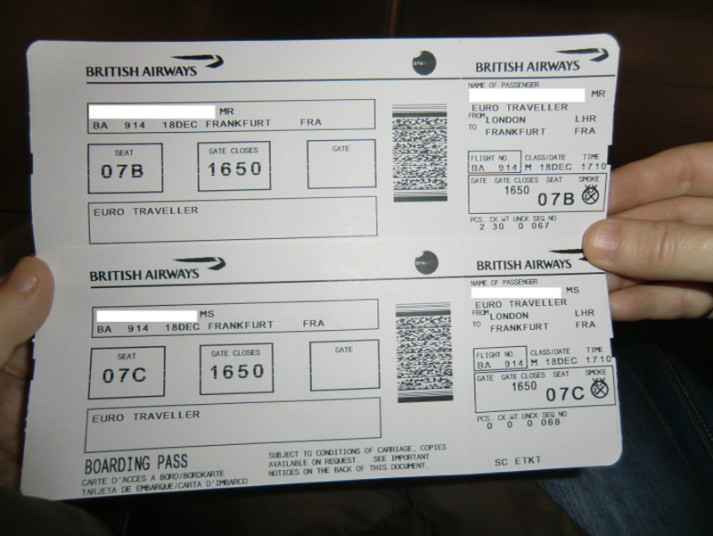 BRITISH AIRWAYS
MR
BA 914 18DEC FRANKFURT FRA
SEAT
07B
GATE CLOSES
1650
GATE
EURO TRAVELLER
BRITISH AIRWAYS
NAME OF PASSENGER
MR
EURO TRAVELLER
FROM LONDON LHR
TO FRANKFURT FRA
FLIGHT NO. CLASS/DATE TIME
BA 914 M 18DEC 1710
GATE GATE CLOSES SEAT SMOKE
1650 07B
PCS. CK.WT UNCK SEQ NO
2 30 0 067
BRITISH AIRWAYS
MS
BA 914 18DEC FRANKFURT FRA
SEAT
07C
GATE CLOSES
1650
GATE
EURO TRAVELLER
BOARDING PASS
CARTE D'ACCES A BORD/BORDKARTE
TARJETA DE EMBARQUE/CARTA D'IMBARCO
SUBJECT TO CONDITIONS OF CARRIAGE, COPIES
AVAILABLE ON REQUEST. SEE IMPORTANT
NOTICES ON THE BACK OF THIS DOCUMENT
BRITISH AIRWAYS
NAME OF PASSENGER
MS
EURO TRAVELLER
FROM LONDON LHR
TO FRANKFURT FRA
FLIGHT NO. CLASS/DATE TIME
BA 914 M 18DEC 1710
GATE GATE CLOSES SEAT SMOKE
1650 07C
PCS. CK.WT UNCK SEQ NO
0 0 0 068
SC ETKT